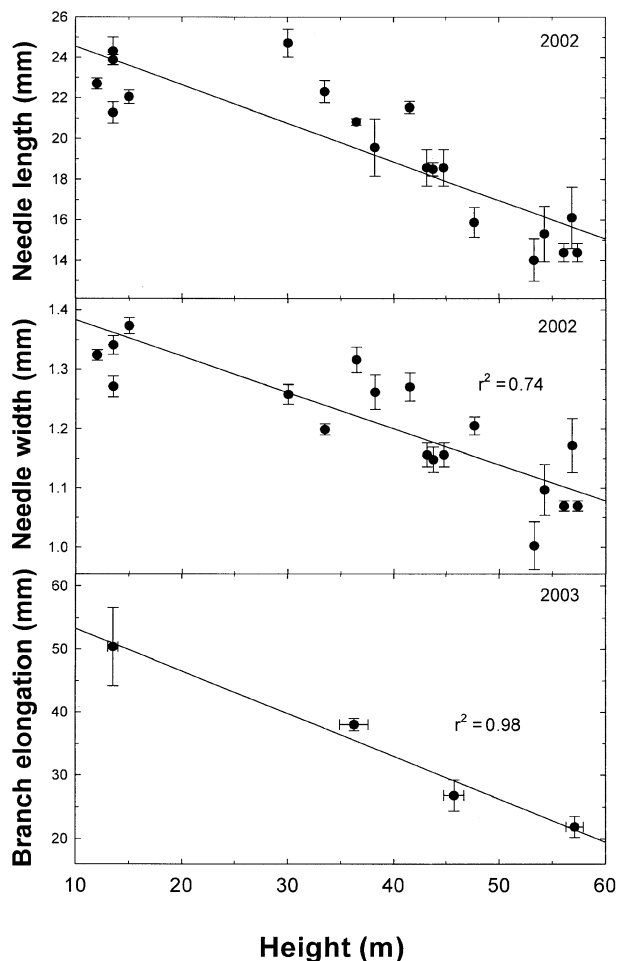 26
24
22
20
18
16
14
Needle length (mm)
2002
1.4
1.3
1.2
1.1
1.0
Needle width (mm)
2002
r² = 0.74
60
50
40
30
20
Branch elongation (mm)
2003
r² = 0.98
10 20 30 40 50 60
Height (m)